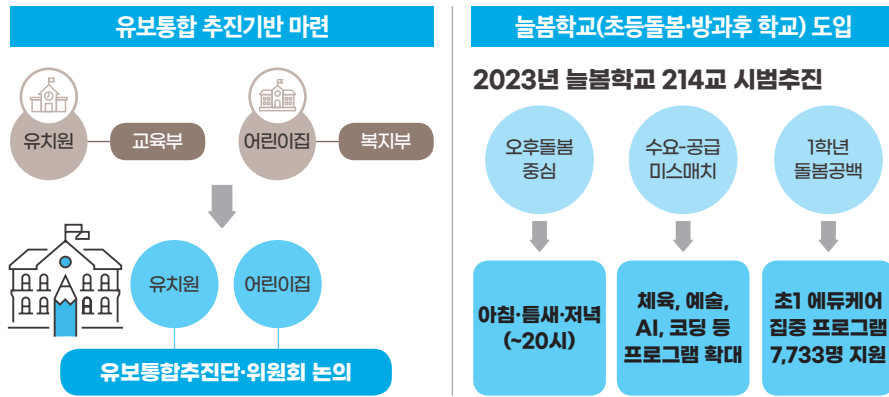 유보통합 추진기반 마련
유치원
교육부
어린이집
복지부
유치원
어린이집
유보통합추진단·위원회 논의
늘봄학교(초등돌봄·방과후 학교) 도입
2023년 늘봄학교 214교 시범추진
오후돌봄
중심
수요-공급
미스매치
1학년
돌봄공백
아침·틈새·저녁
(~20시)
체육, 예술,
AI, 코딩 등
프로그램 확대
초1 에듀케어
집중 프로그램
7,733명 지원